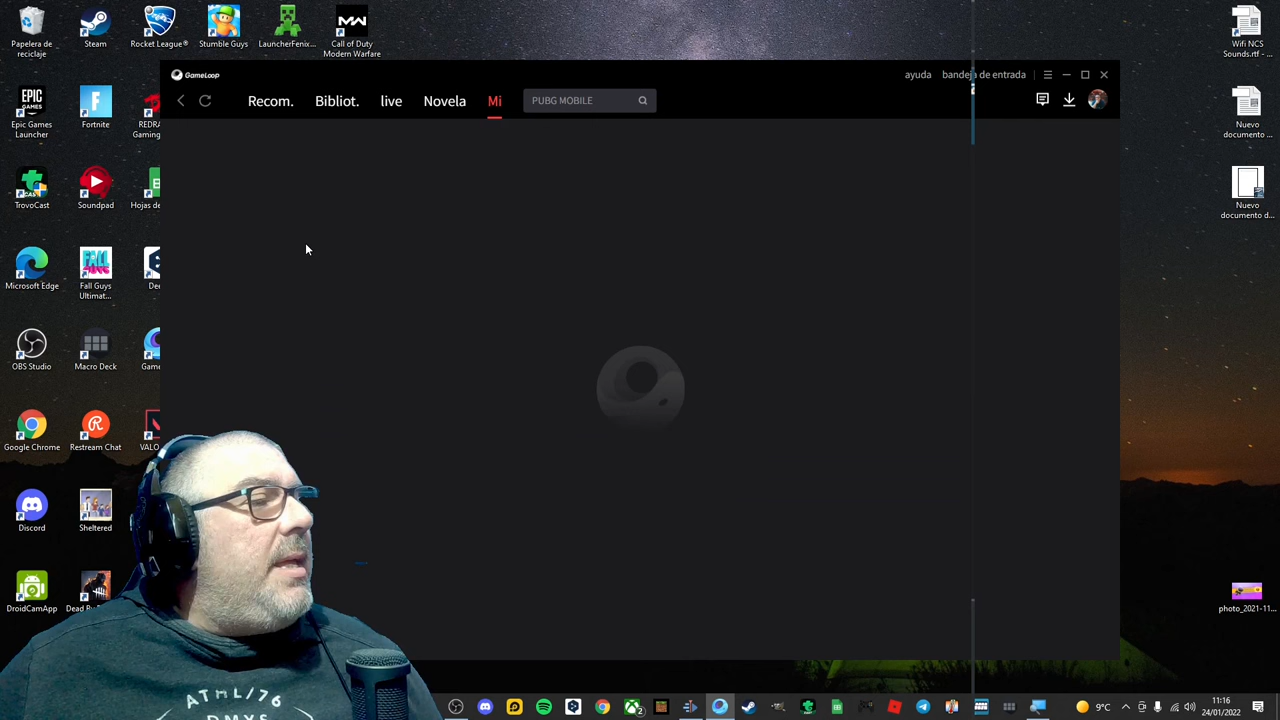 Papelera de
reciclaje
Steam
Rocket League®
Stumble Guys
LauncherFenix...
Call of Duty
Modern Warfare
Wifi NCS
Sounds.rtf - ...
GameLoop
ayuda
bandeja de entrada
Recom.
Bibliot.
live
Novela
Mi
PUBG MOBILE
Epic Games
Launcher
Fortnite
REDRA
Gaming
Nuevo
documento ...
TrovoCast
Soundpad
Hojas de
Nuevo
documento d...
Microsoft Edge
Fall Guys
Ultimat...
OBS Studio
Macro Deck
Google Chrome
Restream Chat
VALO
Discord
Sheltered
DroidCamApp
photo_2021-11...
ATHL/76
11:16
24/01/2022